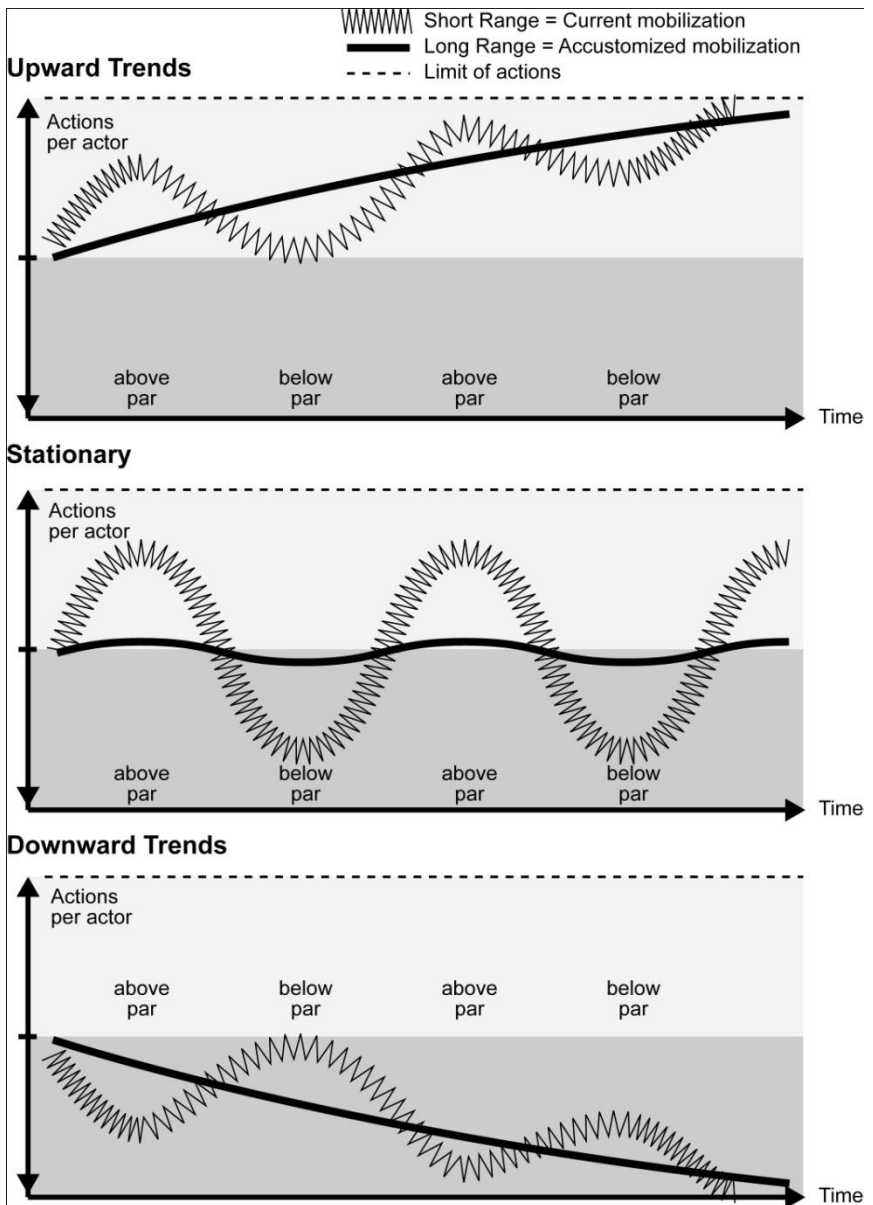 Short Range = Current mobilization
Long Range = Accustomized mobilization
Limit of actions
Upward Trends
Actions
per actor
above
par
below
par
above
par
below
par
Time
Stationary
Actions
per actor
above
par
below
par
above
par
below
par
Time
Downward Trends
Actions
per actor
above
par
below
par
above
par
below
par
Time